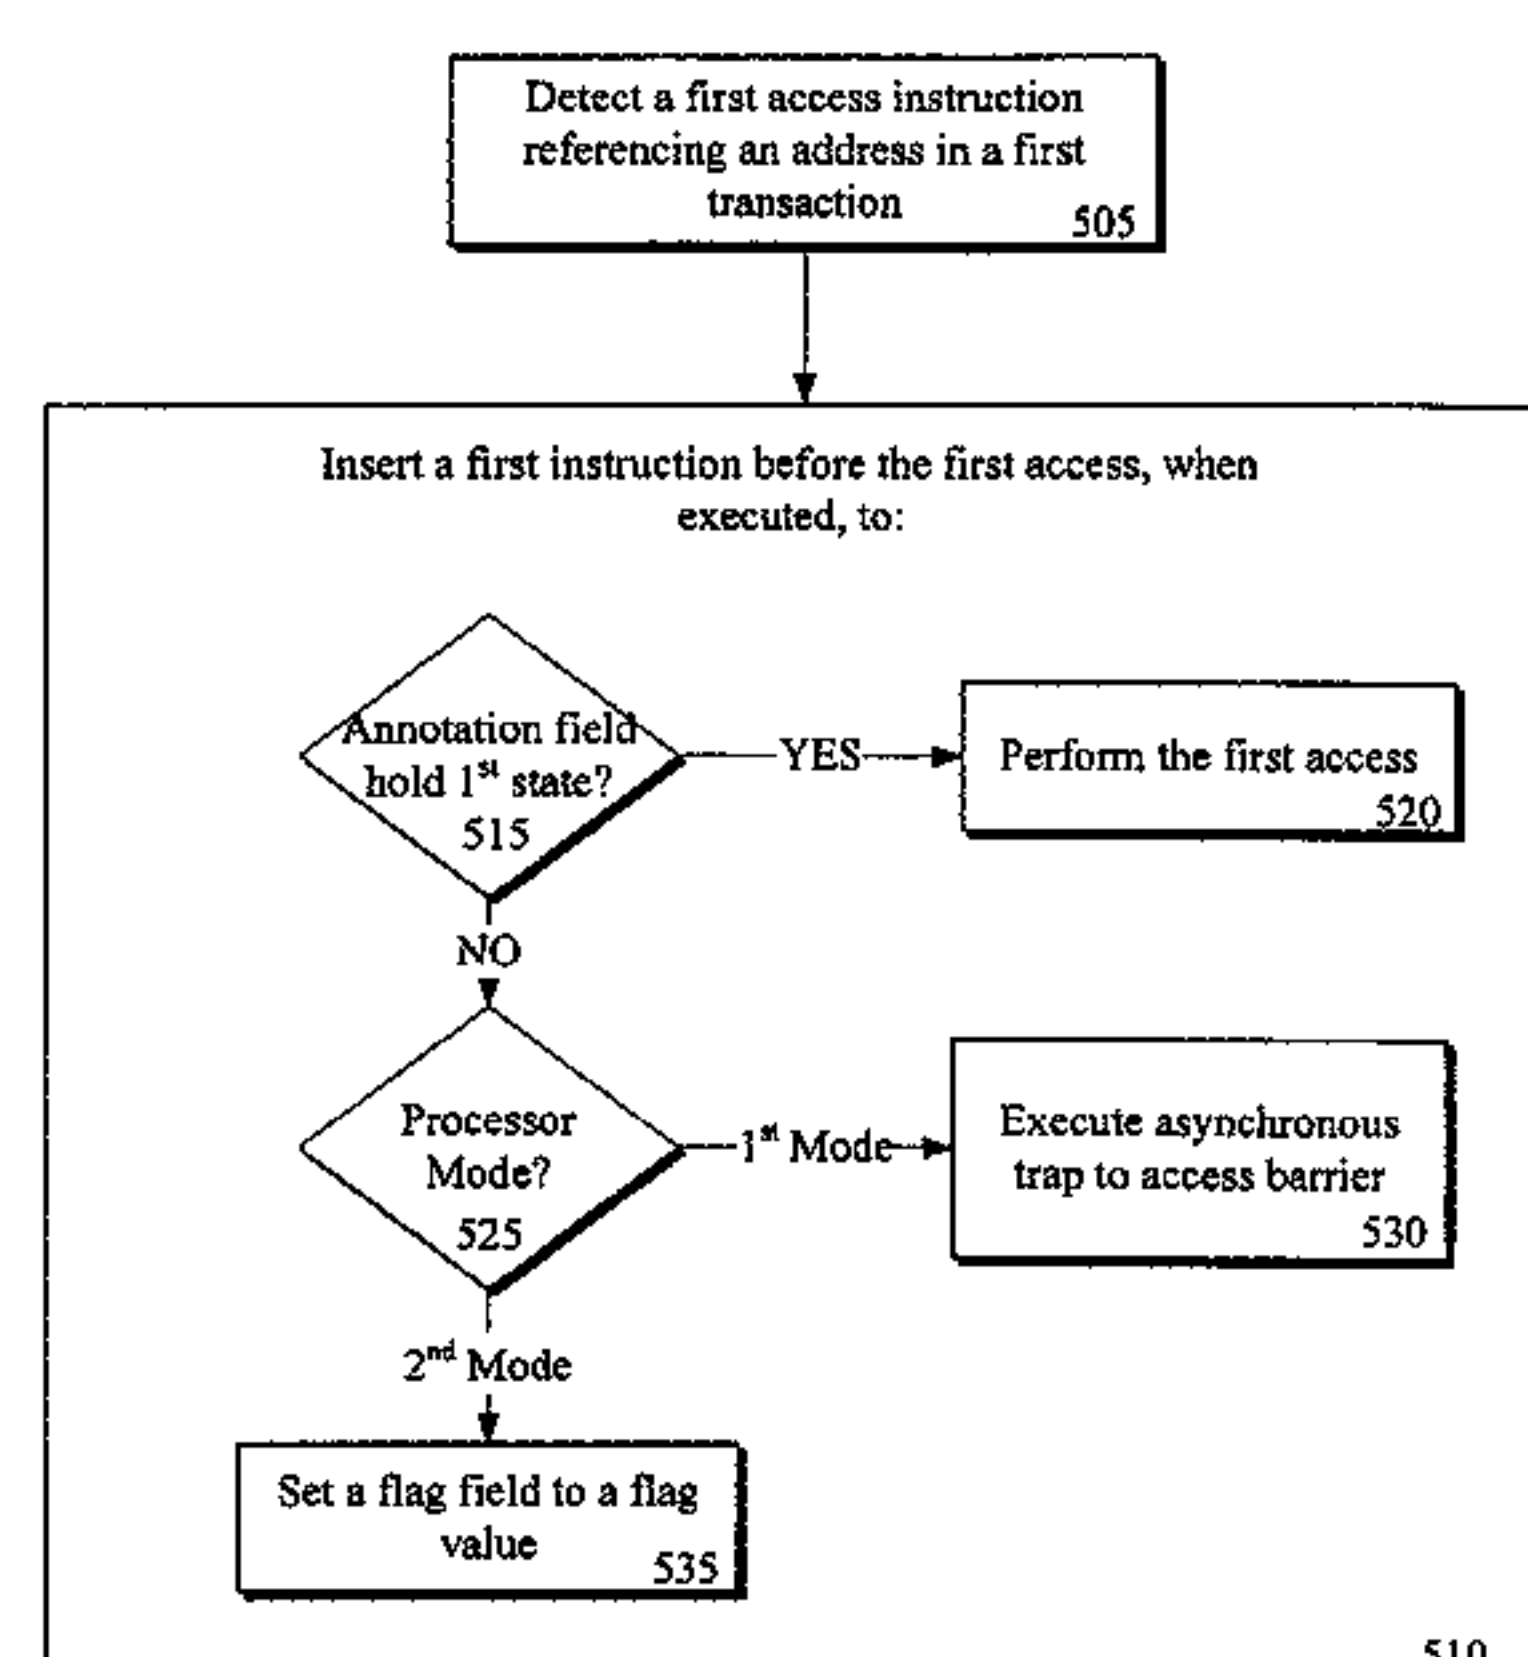 Detect a first access instruction
referencing an address in a first
transaction
505
Insert a first instruction before the first access, when
executed, to:
Annotation field
hold 1st state?
515
YES
Perform the first access
520
NO
Processor
Mode?
525
1st Mode
Execute asynchronous
trap to access barrier
530
2nd Mode
Set a flag field to a flag
value
535
510